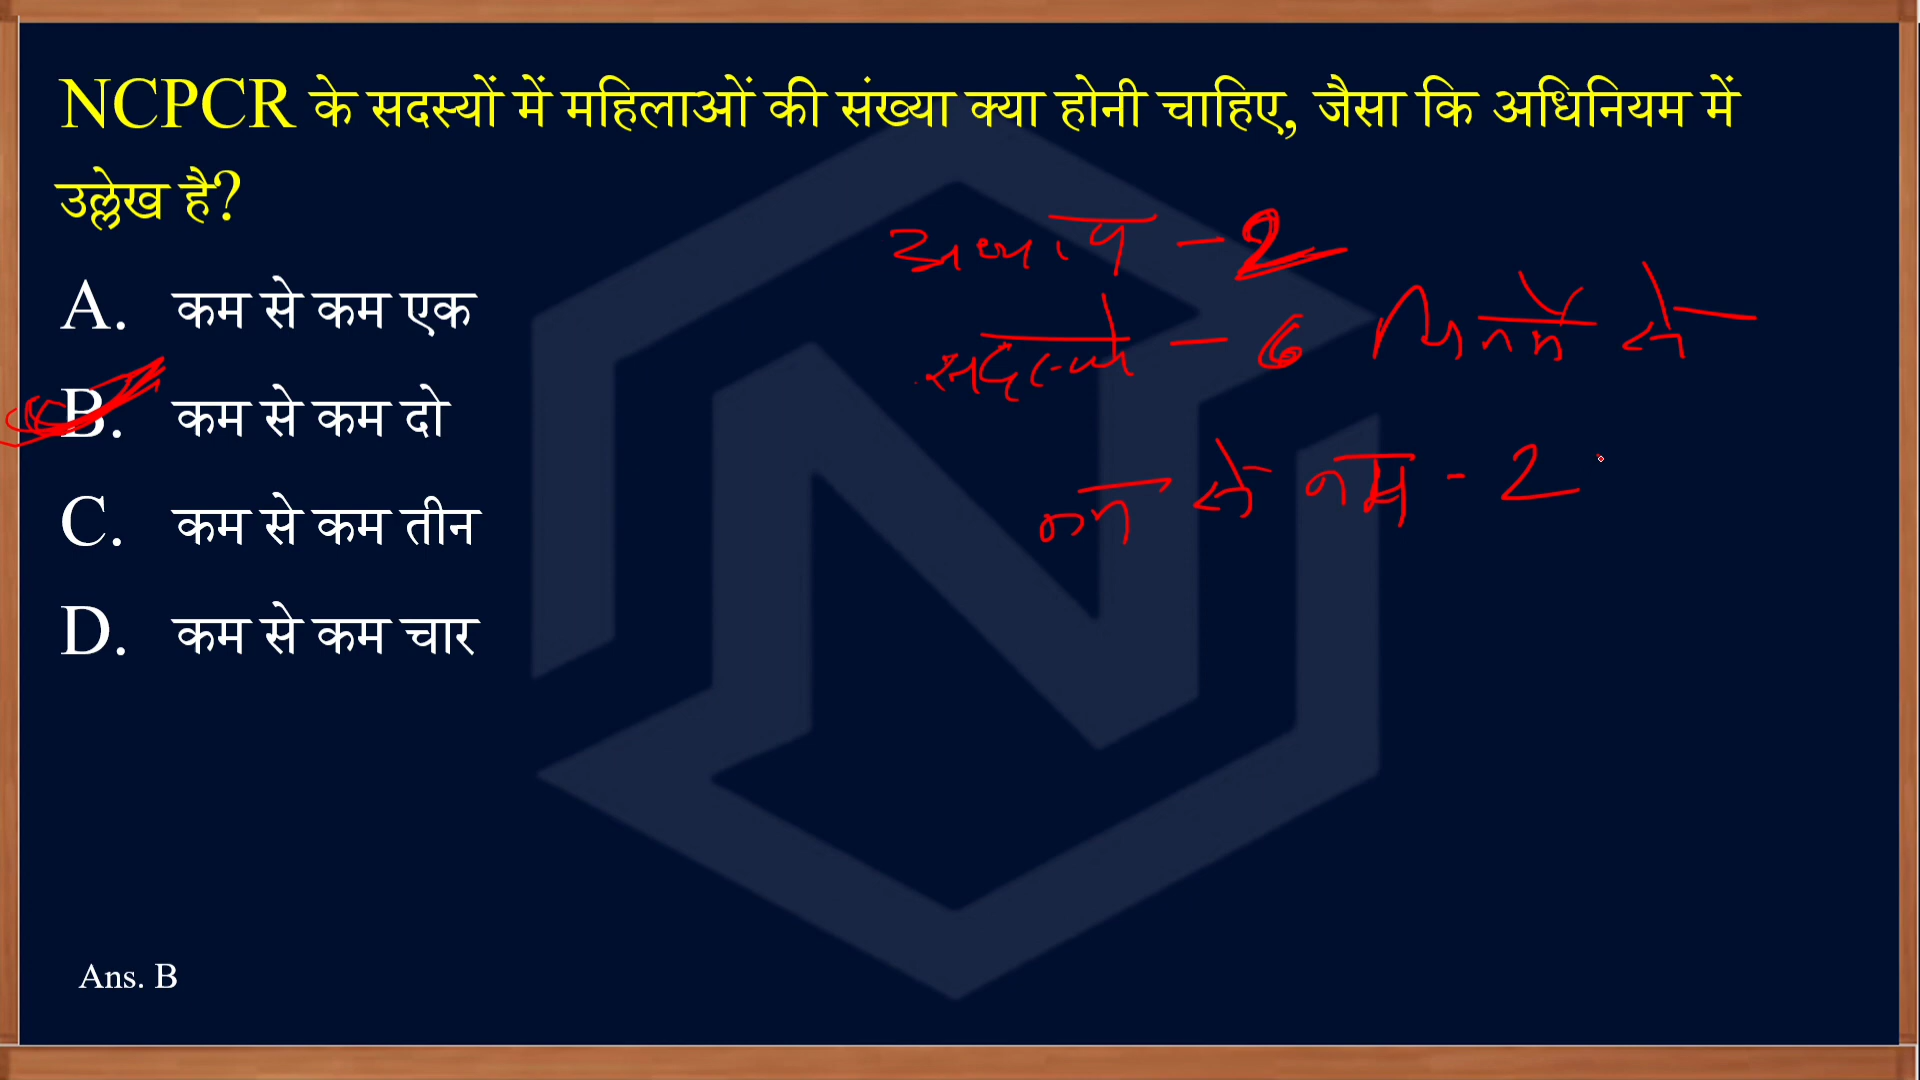 NCPCR के सदस्यों में महिलाओं की संख्या क्या होनी चाहिए, जैसा कि अधिनियम में
उल्लेख है?
A. कम से कम एक
B. कम से कम दो
C. कम से कम तीन
D. कम से कम चार
अध्याय - 2
सदस्यो - 6 जिनमें से
कम से कम - 2
Ans. B